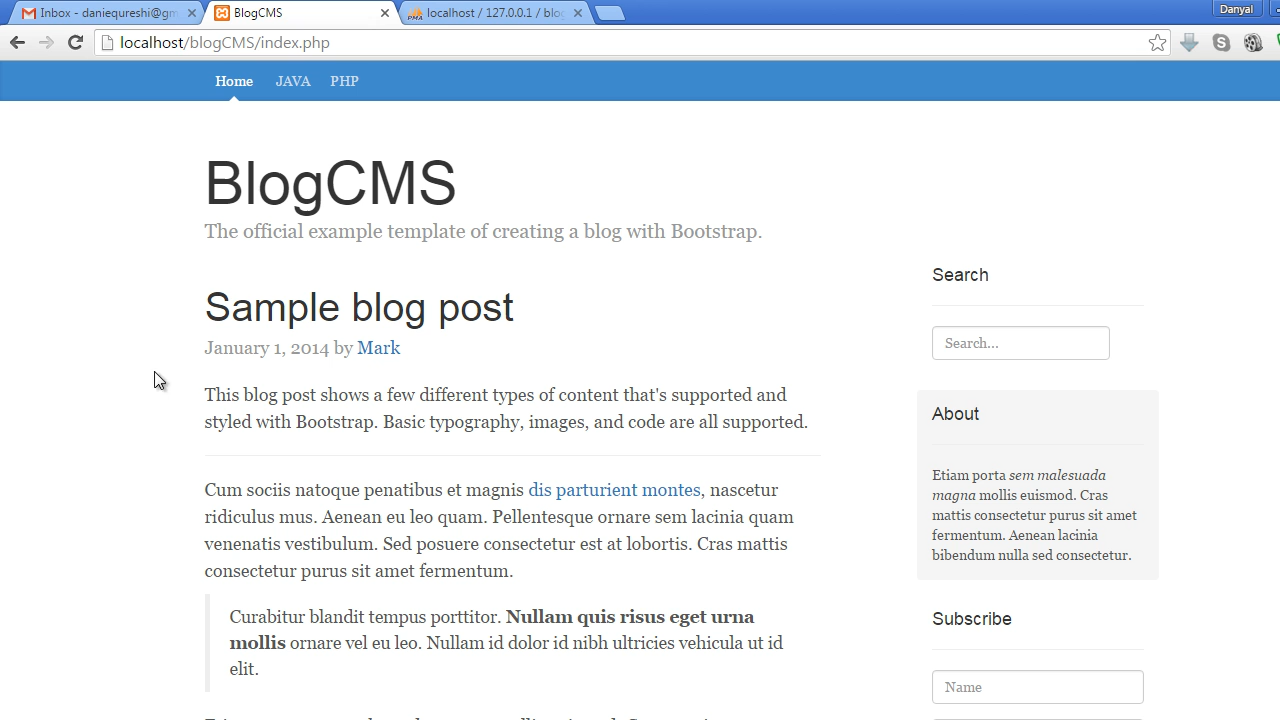 Inbox - daniequreshi@gm
BlogCMS
localhost / 127.0.0.1 / blog
Danyal
localhost/blogCMS/index.php
Home JAVA PHP
BlogCMS
The official example template of creating a blog with Bootstrap.
Sample blog post
January 1, 2014 by Mark
This blog post shows a few different types of content that's supported and
styled with Bootstrap. Basic typography, images, and code are all supported.
Cum sociis natoque penatibus et magnis dis parturient montes, nascetur
ridiculus mus. Aenean eu leo quam. Pellentesque ornare sem lacinia quam
venenatis vestibulum. Sed posuere consectetur est at lobortis. Cras mattis
consectetur purus sit amet fermentum.
Curabitur blandit tempus porttitor. Nullam quis risus eget urna
mollis ornare vel eu leo. Nullam id dolor id nibh ultricies vehicula ut id
elit.
Search
Search...
About
Etiam porta sem malesuada
magna mollis euismod. Cras
mattis consectetur purus sit amet
fermentum. Aenean lacinia
bibendum nulla sed consectetur.
Subscribe
Name